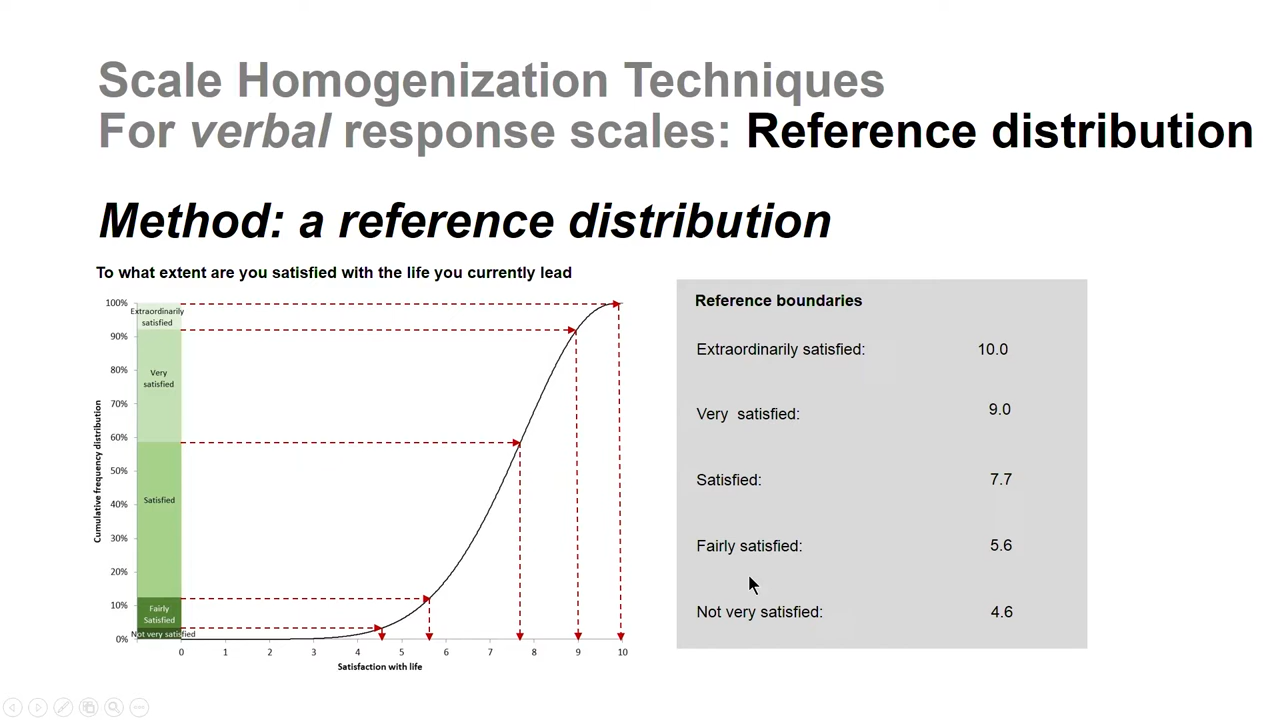 Scale Homogenization Techniques
For verbal response scales: Reference distribution
Method: a reference distribution
To what extent are you satisfied with the life you currently lead
Cumulative frequency distribution
100%
90%
80%
70%
60%
50%
40%
30%
20%
10%
0%
Extraordinarily
satisfied
Very
satisfied
Satisfied
Fairly
Satisfied
Not very satisfied
0 1 2 3 4 5 6 7 8 9 10
Satisfaction with life
Reference boundaries
Extraordinarily satisfied: 10.0
Very satisfied: 9.0
Satisfied: 7.7
Fairly satisfied: 5.6
Not very satisfied: 4.6